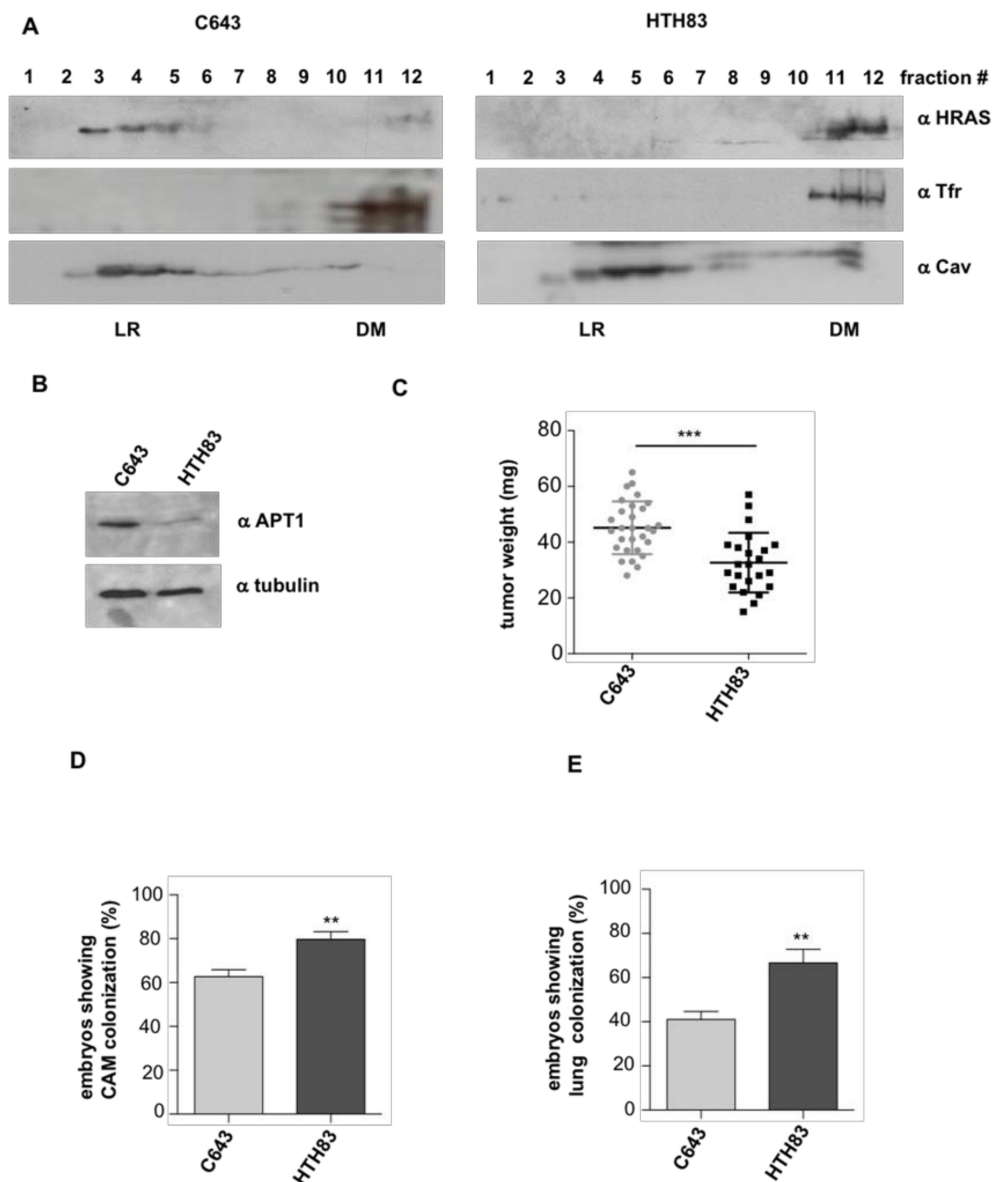 A
C643
HTH83
1 2 3 4 5 6 7 8 9 10 11 12
1 2 3 4 5 6 7 8 9 10 11 12 fraction #
α HRAS
α Tfr
α Cav
LR DM
LR DM
B
C643 HTH83
α APT1
α tubulin
C
tumor weight (mg)
80
60
40
20
0
***
C643 HTH83
D
embryos showing
CAM colonization (%)
100
80
60
40
20
0
**
C643 HTH83
E
embryos showing
lung colonization (%)
100
80
60
40
20
0
**
C643 HTH83